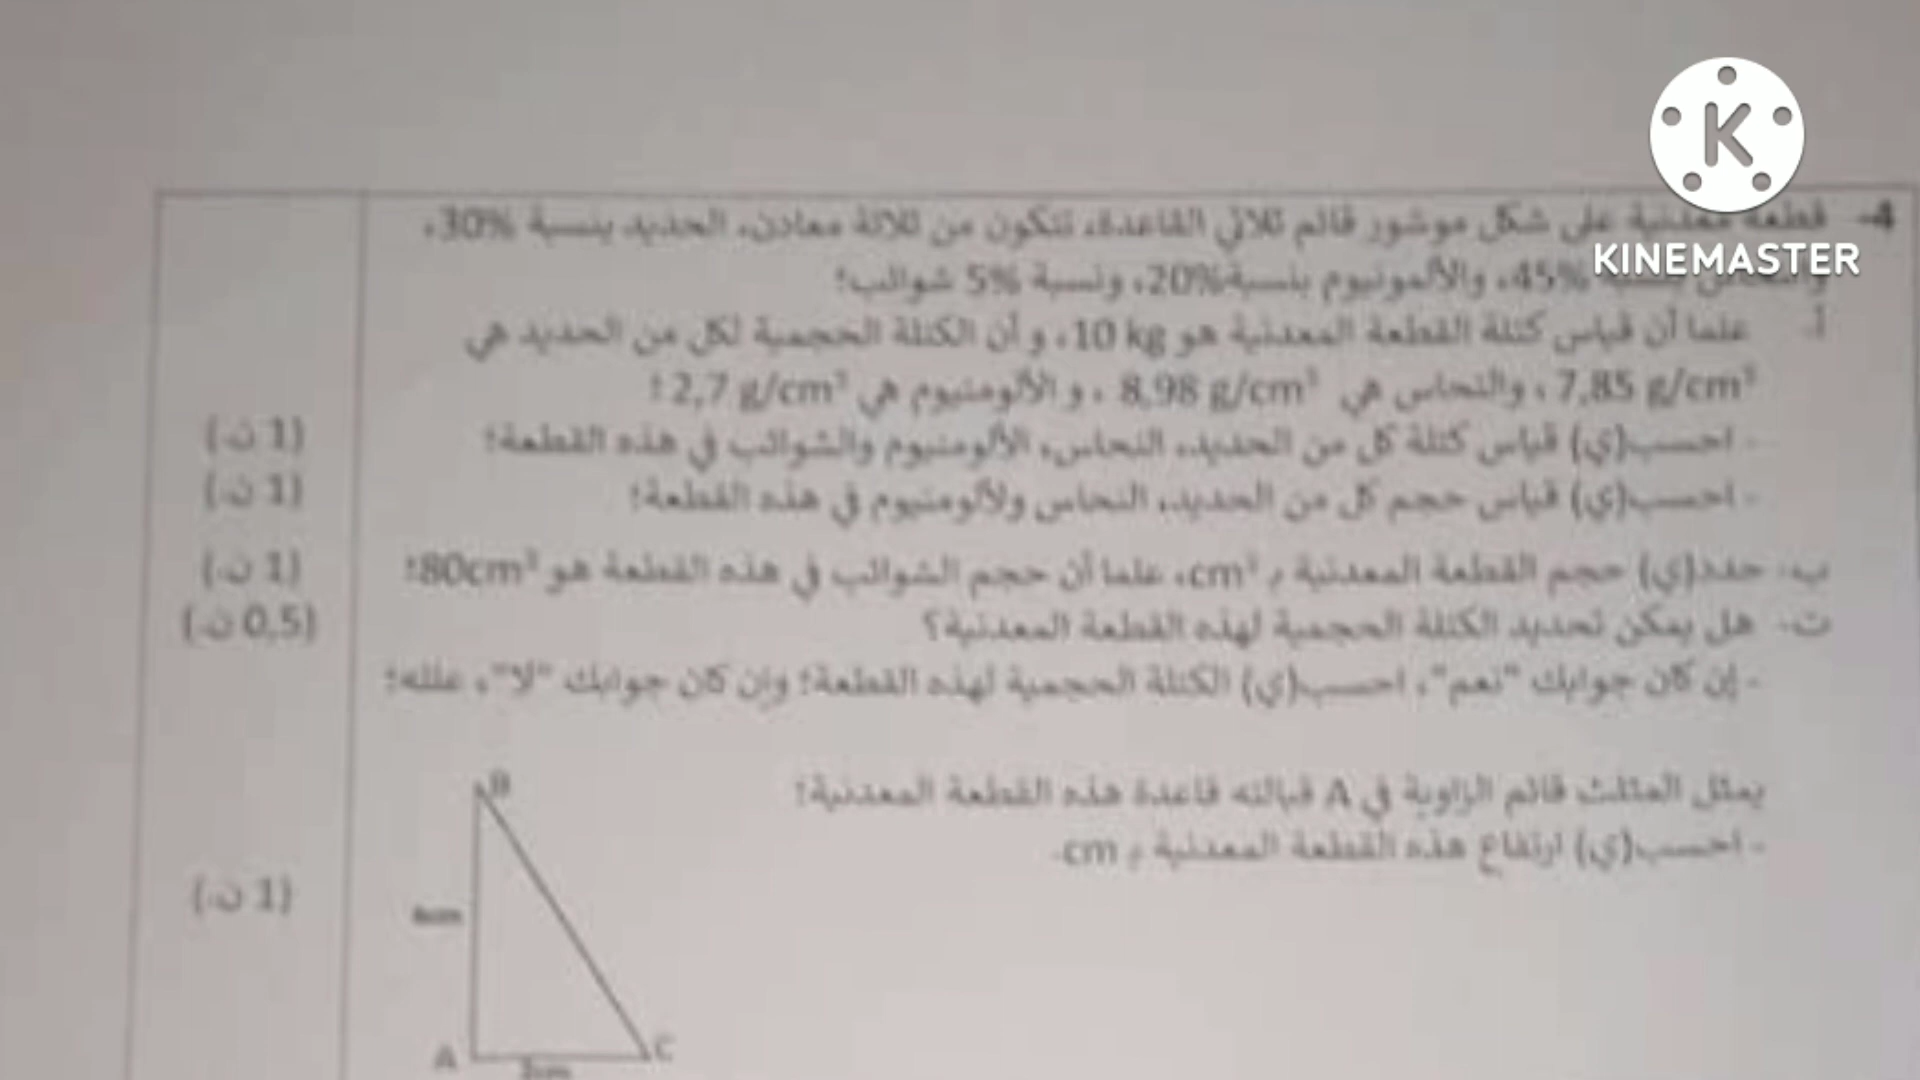 KINEMASTER
4- قطعة معدنية على شكل موشور قائم ثلاثي القاعدة، تتكون من ثلاثة معادن، الحديد بنسبة %30،
والنحاس بنسبة %45، والألمونيوم بنسبة %20، ونسبة %5 شوائب؛
أ. علما أن قياس كتلة القطعة المعدنية هو 10 kg، و أن الكتلة الحجمية لكل من الحديد هي
7,85 g/cm³ ، والنحاس هي 8,98 g/cm³ ، و الألومنيوم هي 2,7 g/cm³ ؛
- احسب(ي) قياس كتلة كل من الحديد، النحاس، الألومنيوم والشوائب في هذه القطعة؛ (1 ن)
- احسب(ي) قياس حجم كل من الحديد، النحاس ولألومنيوم في هذه القطعة؛ (1 ن)
ب- حدد(ي) حجم القطعة المعدنية ب cm³، علما أن حجم الشوائب في هذه القطعة هو 80cm³؛ (1 ن)
ت- هل يمكن تحديد الكتلة الحجمية لهذه القطعة المعدنية؟ (0,5 ن)
- إن كان جوابك "نعم"، احسب(ي) الكتلة الحجمية لهذه القطعة؛ وإن كان جوابك "لا"، علله؛
يمثل المثلث قائم الزاوية في A قبالته قاعدة هذه القطعة المعدنية؛
- احسب(ي) ارتفاع هذه القطعة المعدنية ب cm. (1 ن)
B
A
C